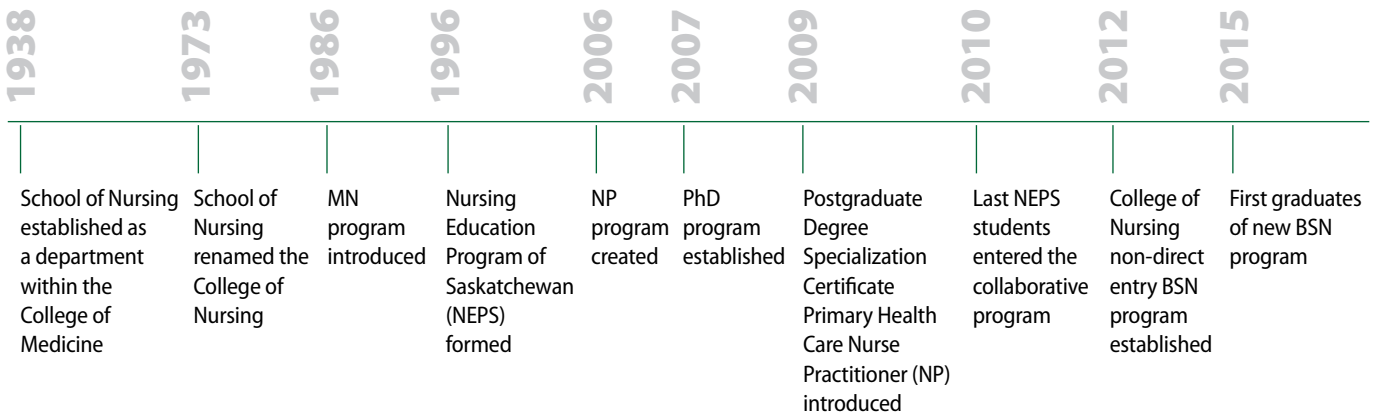 1938
1973
1986
1996
2006
2007
2009
2010
2012
2015
School of Nursing
established as
a department
within the
College of
Medicine
School of
Nursing
renamed the
College of
Nursing
MN
program
introduced
Nursing
Education
Program of
Saskatchewan
(NEPS)
formed
NP
program
created
PhD
program
established
Postgraduate
Degree
Specialization
Certificate
Primary Health
Care Nurse
Practitioner (NP)
introduced
Last NEPS
students
entered the
collaborative
program
College of
Nursing
non-direct
entry BSN
program
established
First graduates
of new BSN
program